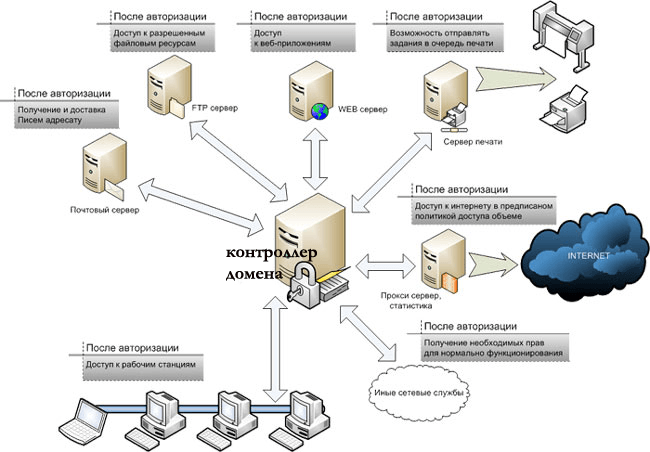 После авторизации
Доступ к разрешенным
файловым ресурсам
FTP сервер
После авторизации
Доступ
к веб-приложениям
WEB сервер
После авторизации
Возможность отправлять
задания в очередь печати
Сервер печати
После авторизации
Получение и доставка
Писем адресату
Почтовый сервер
контроллер
домена
После авторизации
Доступ к интернету в предписаном
политикой доступа объеме
Прокси сервер,
статистика
INTERNET
После авторизации
Получение необходимых прав
для нормально функционирования
Иные сетевые службы
После авторизации
Доступ к рабочим станциям